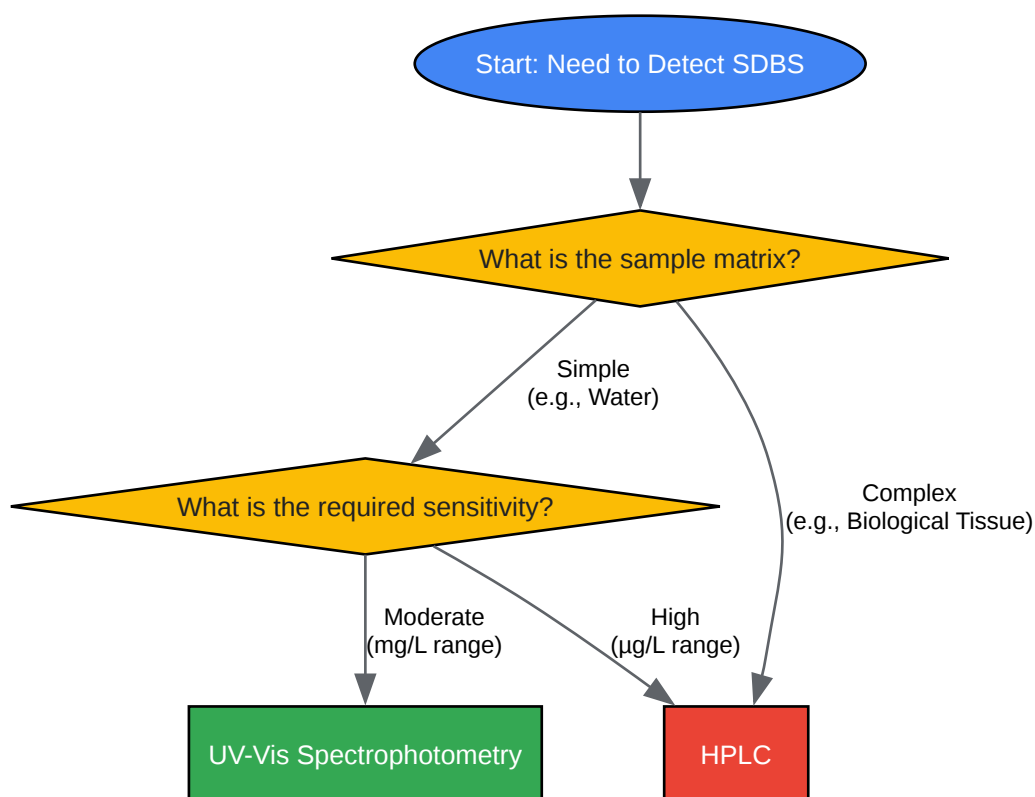 Start: Need to Detect SDBS
What is the sample matrix?
Simple
(e.g., Water)
Complex
(e.g., Biological Tissue)
What is the required sensitivity?
Moderate
(mg/L range)
High
(µg/L range)
UV-Vis Spectrophotometry
HPLC